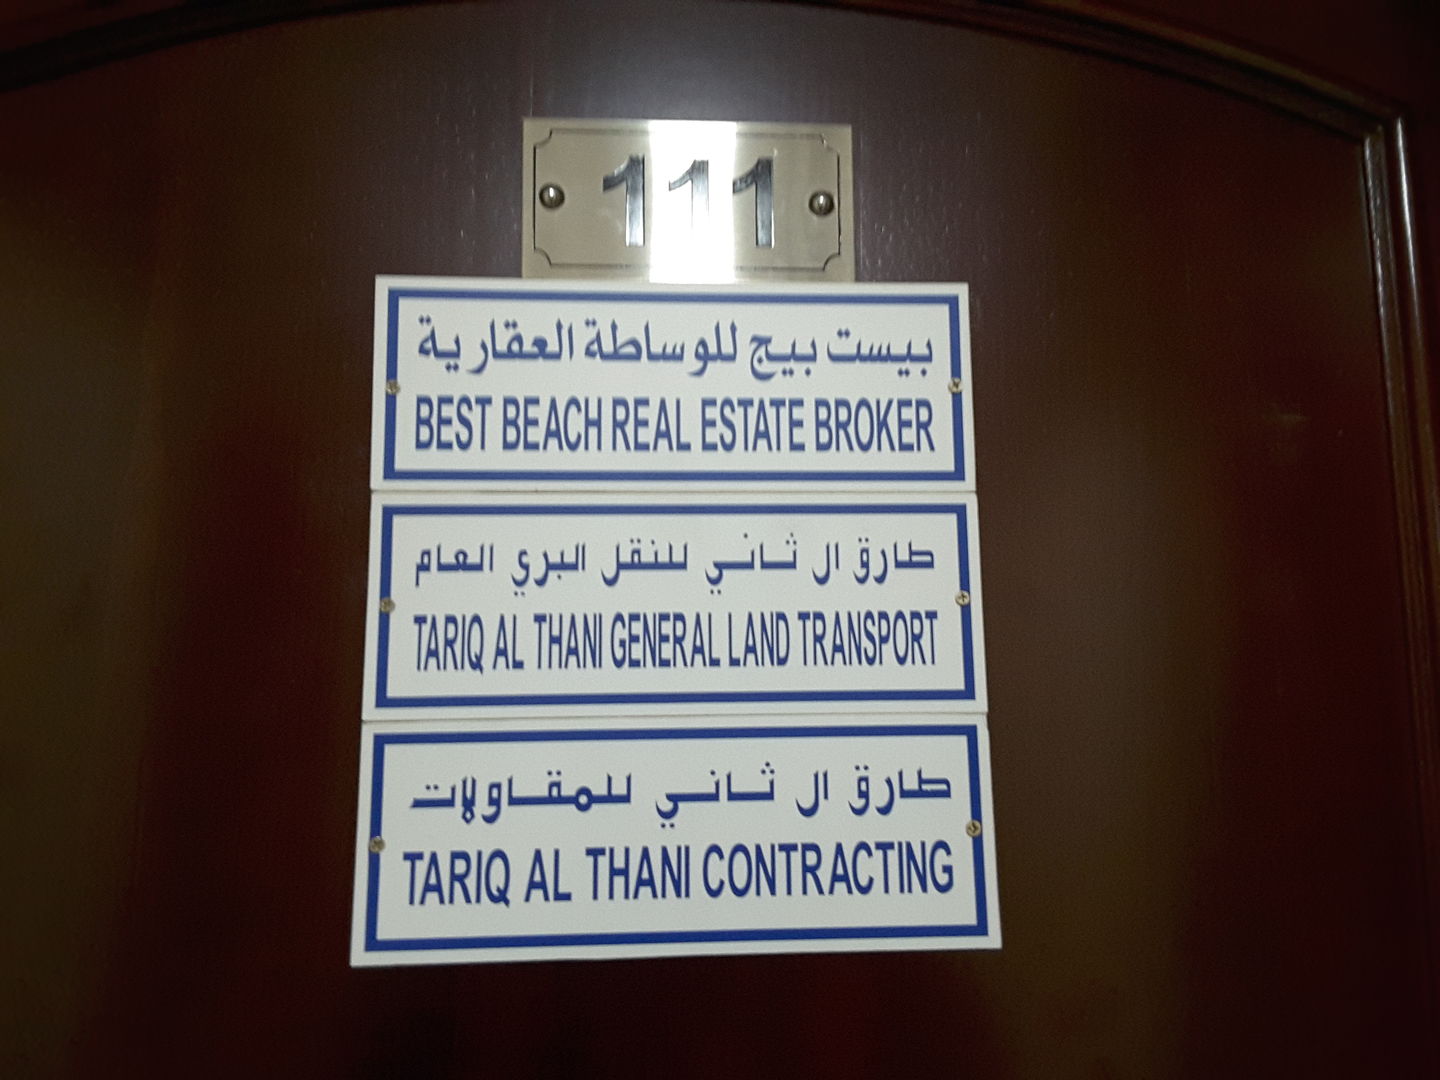 111
بيست بيج للوساطة العقارية
BEST BEACH REAL ESTATE BROKER
طارق ال ثاني للنقل البري العام
TARIQ AL THANI GENERAL LAND TRANSPORT
طارق ال ثاني للمقاولات
TARIQ AL THANI CONTRACTING